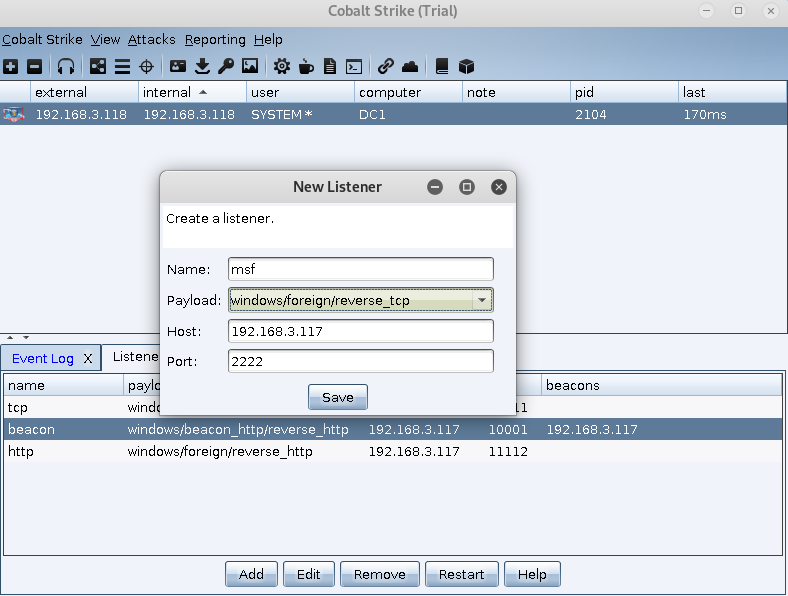 Cobalt Strike (Trial)
Cobalt Strike View Attacks Reporting Help
external internal user computer note pid last
192.168.3.118 192.168.3.118 SYSTEM * DC1 2104 170ms
New Listener
Create a listener.
Name: msf
Payload: windows/foreign/reverse_tcp
Host: 192.168.3.117
Port: 2222
Save
Event Log X Listene
name paylo beacons
tcp windo 11
beacon windows/beacon_http/reverse_http 192.168.3.117 10001 192.168.3.117
http windows/foreign/reverse_http 192.168.3.117 11112
Add Edit Remove Restart Help